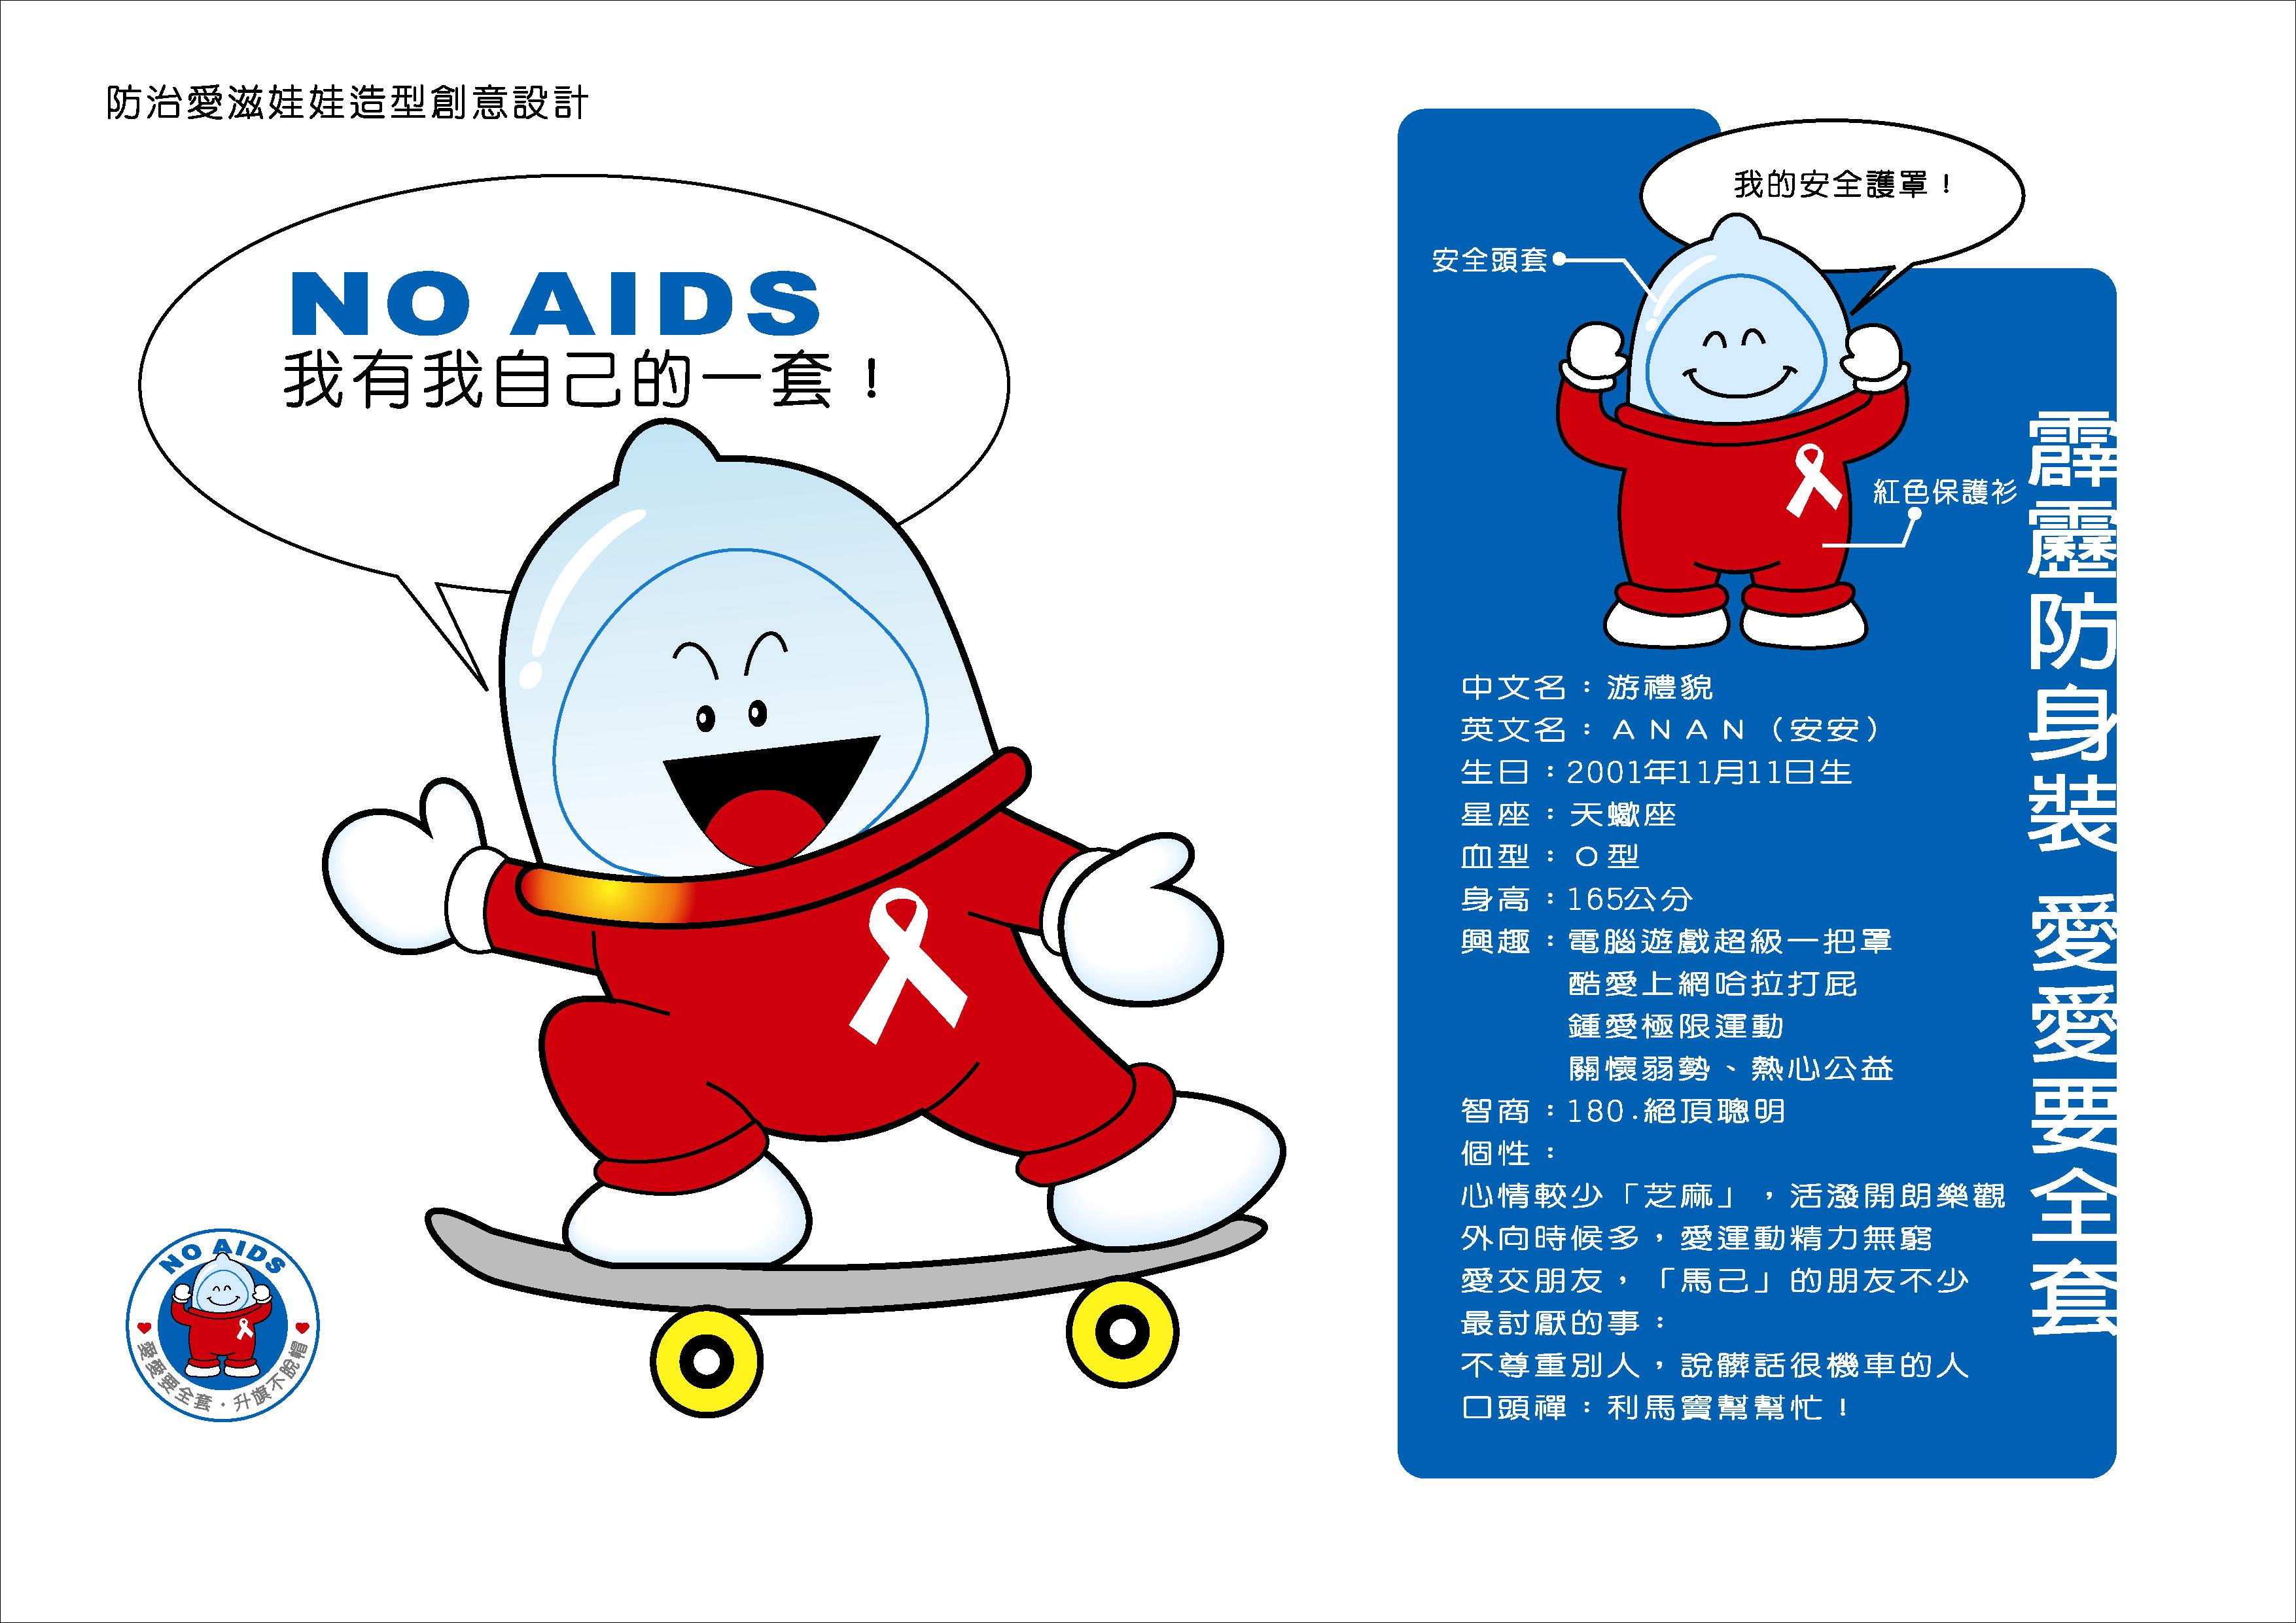 防治愛滋娃娃造型創意設計
NO AIDS
我有我自己的一套！
NO AIDS
愛愛要全套・升旗不脫帽
我的安全護罩！
安全頭套
紅色保護衫
霹靂防身裝 愛愛要全套
中文名：游禮貌
英文名：ＡＮＡＮ（安安）
生日：2001年11月11日生
星座：天蠍座
血型：Ｏ型
身高：165公分
興趣：電腦遊戲超級一把罩
酷愛上網哈拉打屁
鍾愛極限運動
關懷弱勢、熱心公益
智商：180.絕頂聰明
個性：
心情較少「芝麻」，活潑開朗樂觀
外向時候多，愛運動精力無窮
愛交朋友，「馬己」的朋友不少
最討厭的事：
不尊重別人，說髒話很機車的人
口頭禪：利馬寶幫幫忙！